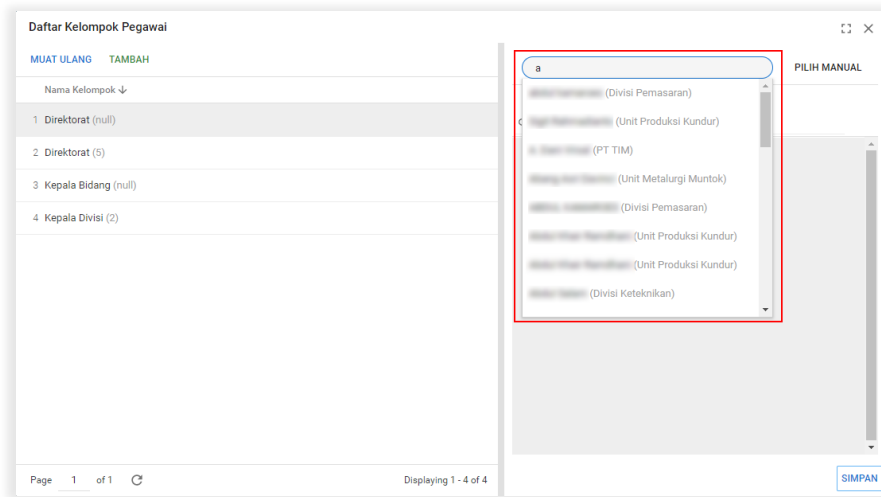 Daftar Kelompok Pegawai
MUAT ULANG TAMBAH
Nama Kelompok
1 Direktorat (null)
2 Direktorat (5)
3 Kepala Bidang (null)
4 Kepala Divisi (2)
Page 1 of 1
Displaying 1 - 4 of 4
a
PILIH MANUAL
(Divisi Pemasaran)
(Unit Produksi Kundur)
(PT TIM)
(Unit Metalurgi Muntok)
(Divisi Pemasaran)
(Unit Produksi Kundur)
(Unit Produksi Kundur)
(Divisi Keteknikan)
SIMPAN